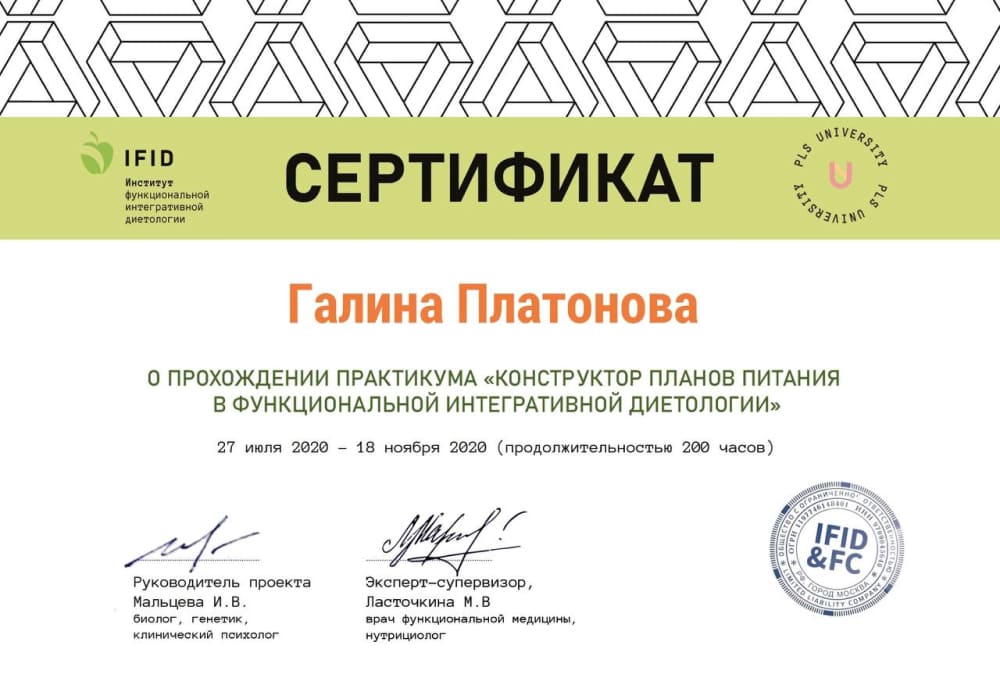 IFID
Институт
функциональной
интегративной
диетологии
СЕРТИФИКАТ
PLS UNIVERSITY PLS UNIVERSITY
U
Галина Платонова
О ПРОХОЖДЕНИИ ПРАКТИКУМА «КОНСТРУКТОР ПЛАНОВ ПИТАНИЯ
В ФУНКЦИОНАЛЬНОЙ ИНТЕГРАТИВНОЙ ДИЕТОЛОГИИ»
27 июля 2020 – 18 ноября 2020 (продолжительностью 200 часов)
Руководитель проекта
Мальцева И.В.
биолог, генетик,
клинический психолог
Эксперт-супервизор,
Ласточкина М.В
врач функциональной медицины,
нутрициолог
ОБЩЕСТВО С ОГРАНИЧЕННОЙ ОТВЕТСТВЕННОСТЬЮ
LIMITED LIABILITY COMPANY
ОГРН ИНН
РФ, ГОРОД МОСКВА
IFID
&FC